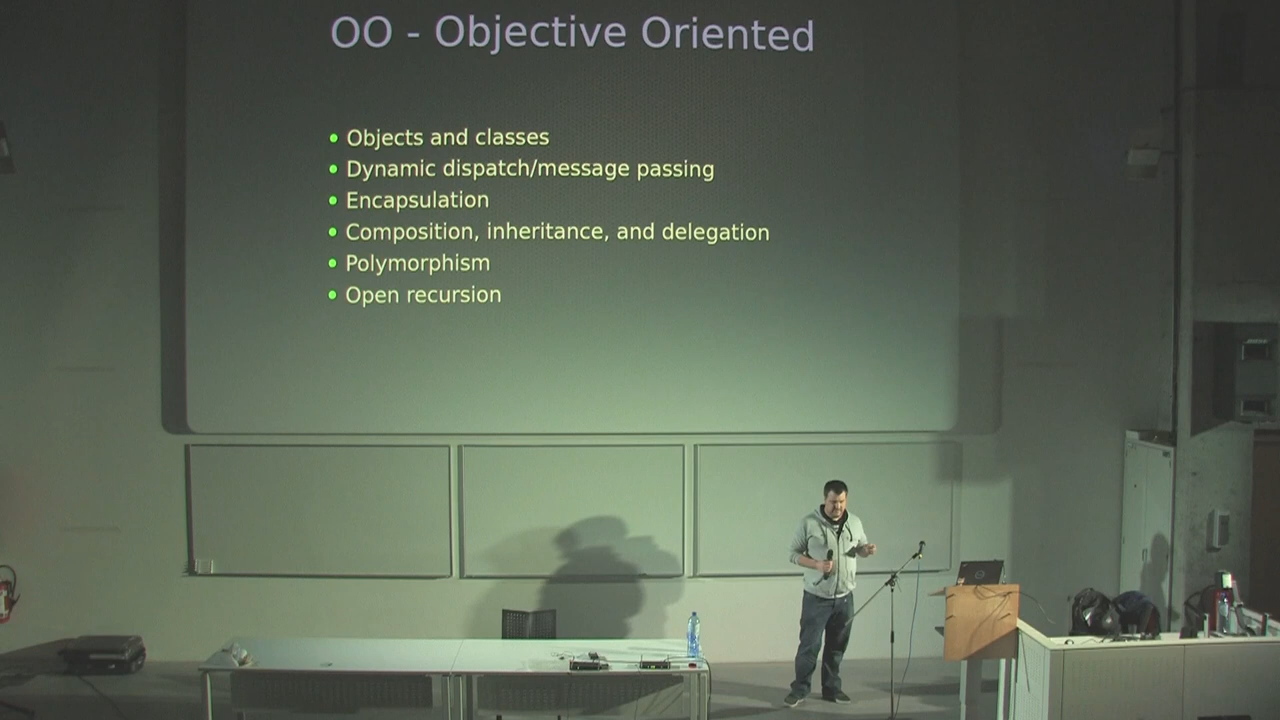 OO - Objective Oriented
Objects and classes
Dynamic dispatch/message passing
Encapsulation
Composition, inheritance, and delegation
Polymorphism
Open recursion